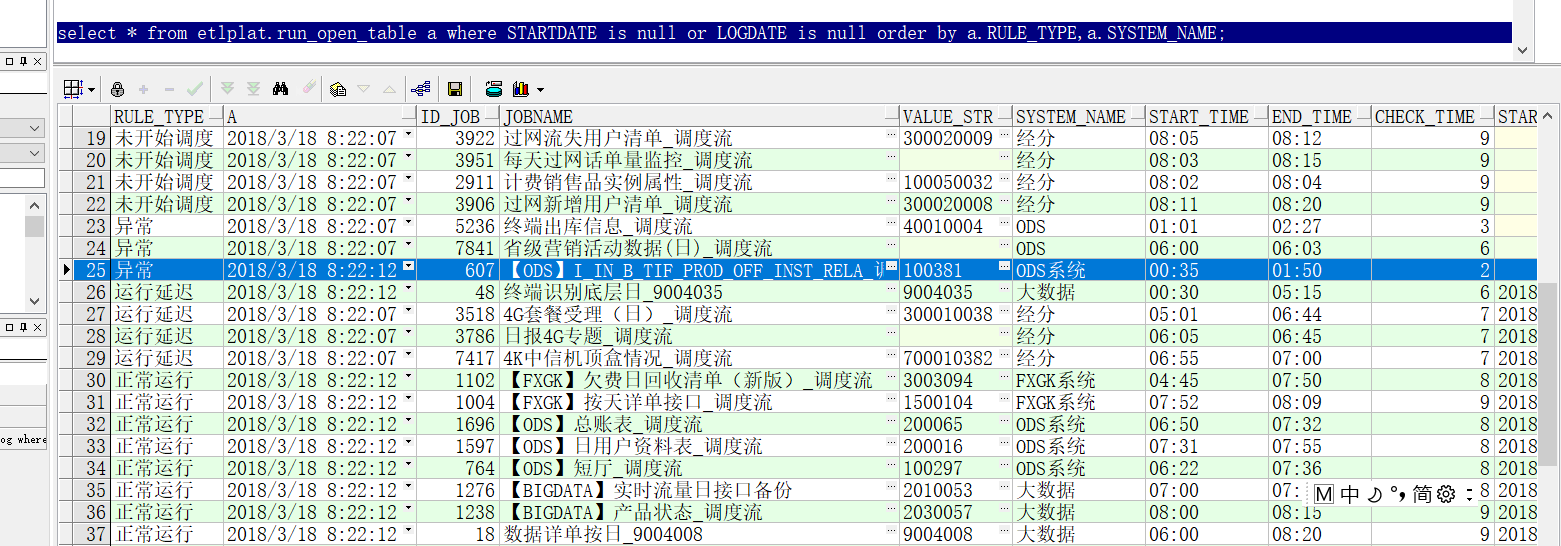 select * from etlplat.run_open_table a where STARTDATE is null or LOGDATE is null order by a.RULE_TYPE,a.SYSTEM_NAME;
RULE_TYPE A ID_JOB JOBNAME VALUE_STR SYSTEM_NAME START_TIME END_TIME CHECK_TIME STAR
19 未开始调度 2018/3/18 8:22:07 3922 过网流失用户清单_调度流 300020009 经分 08:05 08:12 9
20 未开始调度 2018/3/18 8:22:07 3951 每天过网话单量监控_调度流 经分 08:03 08:15 9
21 未开始调度 2018/3/18 8:22:07 2911 计费销售品实例属性_调度流 100050032 经分 08:02 08:04 9
22 未开始调度 2018/3/18 8:22:07 3906 过网新增用户清单_调度流 300020008 经分 08:11 08:20 9
23 异常 2018/3/18 8:22:07 5236 终端出库信息_调度流 40010004 ODS 01:01 02:27 3
24 异常 2018/3/18 8:22:07 7841 省级营销活动数据(日)_调度流 ODS 06:00 06:03 6
25 异常 2018/3/18 8:22:12 607 【ODS】I_IN_B_TIF_PROD_OFF_INST_RELA_ 100381 ODS系统 00:35 01:50 2
26 运行延迟 2018/3/18 8:22:12 48 终端识别底层日_9004035 9004035 大数据 00:30 05:15 6 2018
27 运行延迟 2018/3/18 8:22:07 3518 4G套餐受理（日）_调度流 300010038 经分 05:01 06:44 7 2018
28 运行延迟 2018/3/18 8:22:07 3786 日报4G专题_调度流 经分 06:05 06:45 7 2018
29 运行延迟 2018/3/18 8:22:07 7417 4K中信机顶盒情况_调度流 700010382 经分 06:55 07:00 7 2018
30 正常运行 2018/3/18 8:22:12 1102 【FXGK】欠费日回收清单（新版）_调度流 3003094 FXGK系统 04:45 07:50 8 2018
31 正常运行 2018/3/18 8:22:12 1004 【FXGK】按天详单接口_调度流 1500104 FXGK系统 07:52 08:09 9 2018
32 正常运行 2018/3/18 8:22:12 1696 【ODS】总账表_调度流 200065 ODS系统 06:50 07:32 8 2018
og where
33 正常运行 2018/3/18 8:22:12 1597 【ODS】日用户资料表_调度流 200016 ODS系统 07:31 07:55 8 2018
34 正常运行 2018/3/18 8:22:12 764 【ODS】短厅_调度流 100297 ODS系统 06:22 07:36 8 2018
35 正常运行 2018/3/18 8:22:12 1276 【BIGDATA】实时流量日接口备份 2010053 大数据 07:00 07: 8 2018
M 中 简
36 正常运行 2018/3/18 8:22:12 1238 【BIGDATA】产品状态_调度流 2030057 大数据 08:00 08:15 9 2018
37 正常运行 2018/3/18 8:22:12 18 数据详单按日_9004008 9004008 大数据 06:00 08:20 9 2018